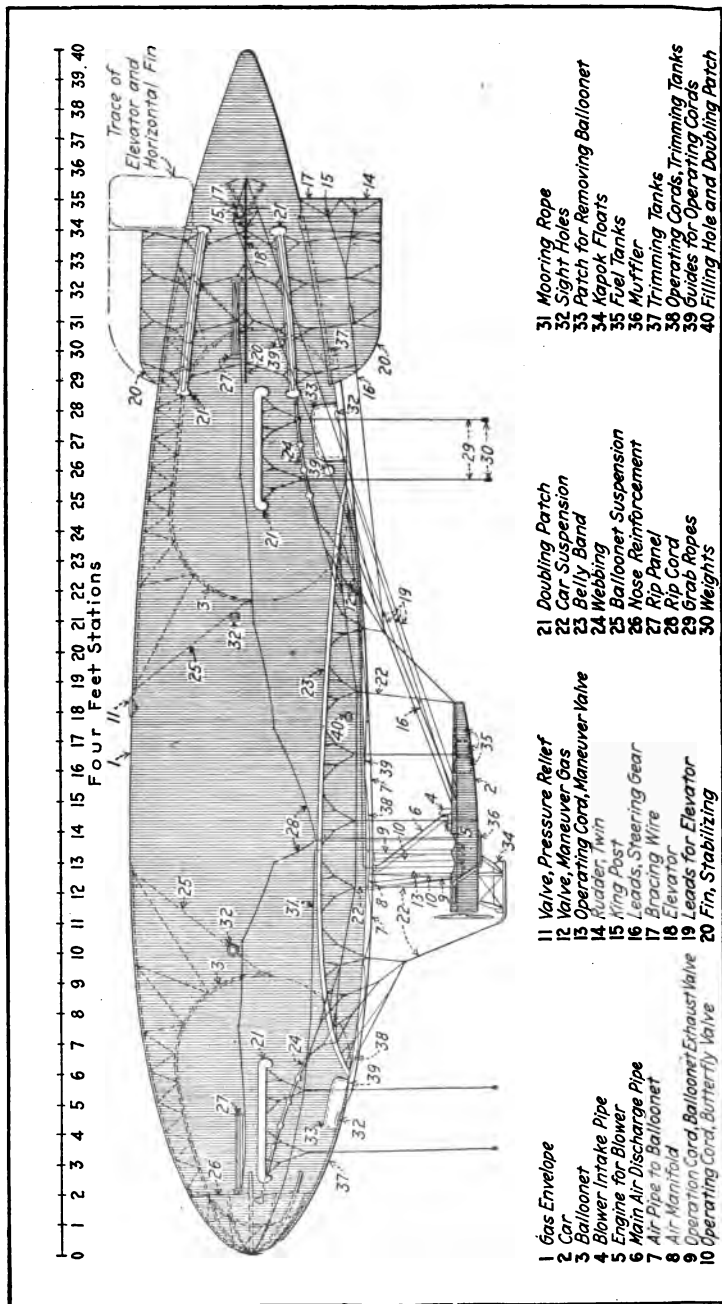 0 1 2 3 4 5 6 7 8 9 10 11 12 13 14 15 16 17 18 19 20 21 22 23 24 25 26 27 28 29 30 31 32 33 34 35 36 37 38 39 40
Four Feet Stations
Trace of
Elevator and
Horizontal Fin
1 Gas Envelope
2 Car
3 Balloonet
4 Blower Intake Pipe
5 Engine for Blower
6 Main Air Discharge Pipe
7 Air Pipe to Balloonet
8 Air Manifold
9 Operation Cord, Balloonet Exhaust Valve
10 Operating Cord, Butterfly Valve
11 Valve, Pressure Relief
12 Valve, Maneuver Gas
13 Operating Cord, Maneuver Valve
14 Rudder, Twin
15 King Post
16 Leads, Steering Gear
17 Bracing Wire
18 Elevator
19 Leads for Elevator
20 Fin, Stabilizing
21 Doubling Patch
22 Car Suspension
23 Belly Band
24 Webbing
25 Balloonet Suspension
26 Nose Reinforcement
27 Rip Panel
28 Rip Cord
29 Grab Ropes
30 Weights
31 Mooring Rope
32 Sight Holes
33 Patch for Removing Balloonet
34 Kapok Floats
35 Fuel Tanks
36 Muffler
37 Trimming Tanks
38 Operating Cords, Trimming Tanks
39 Guides for Operating Cords
40 Filling Hole and Doubling Patch